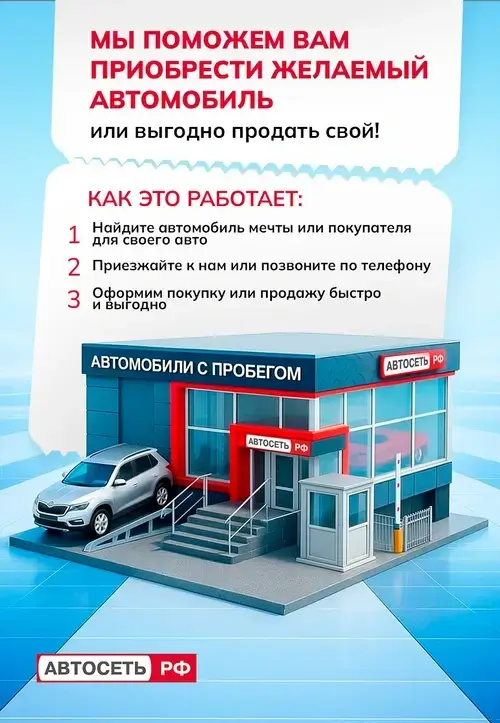 МЫ ПОМОЖЕМ ВАМ
ПРИОБРЕСТИ ЖЕЛАЕМЫЙ
АВТОМОБИЛЬ
или выгодно продать свой!
КАК ЭТО РАБОТАЕТ:
1 Найдите автомобиль мечты или покупателя
для своего авто
2 Приезжайте к нам или позвоните по телефону
3 Оформим покупку или продажу быстро
и выгодно
АВТОМОБИЛИ С ПРОБЕГОМ
АВТОСЕТЬ РФ
АВТОСЕТЬ РФ
АВТОСЕТЬ РФ